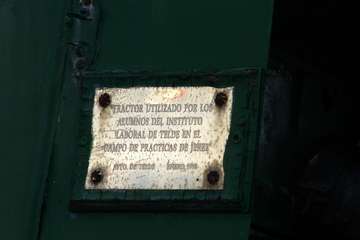 TRACTOR UTILIZADO POR LOS
ALUMNOS DEL INSTITUTO
LABORAL DE TELDE EN EL
CAMPO DE PRACTICAS DE JEREZ
AYTO. DE TELDE